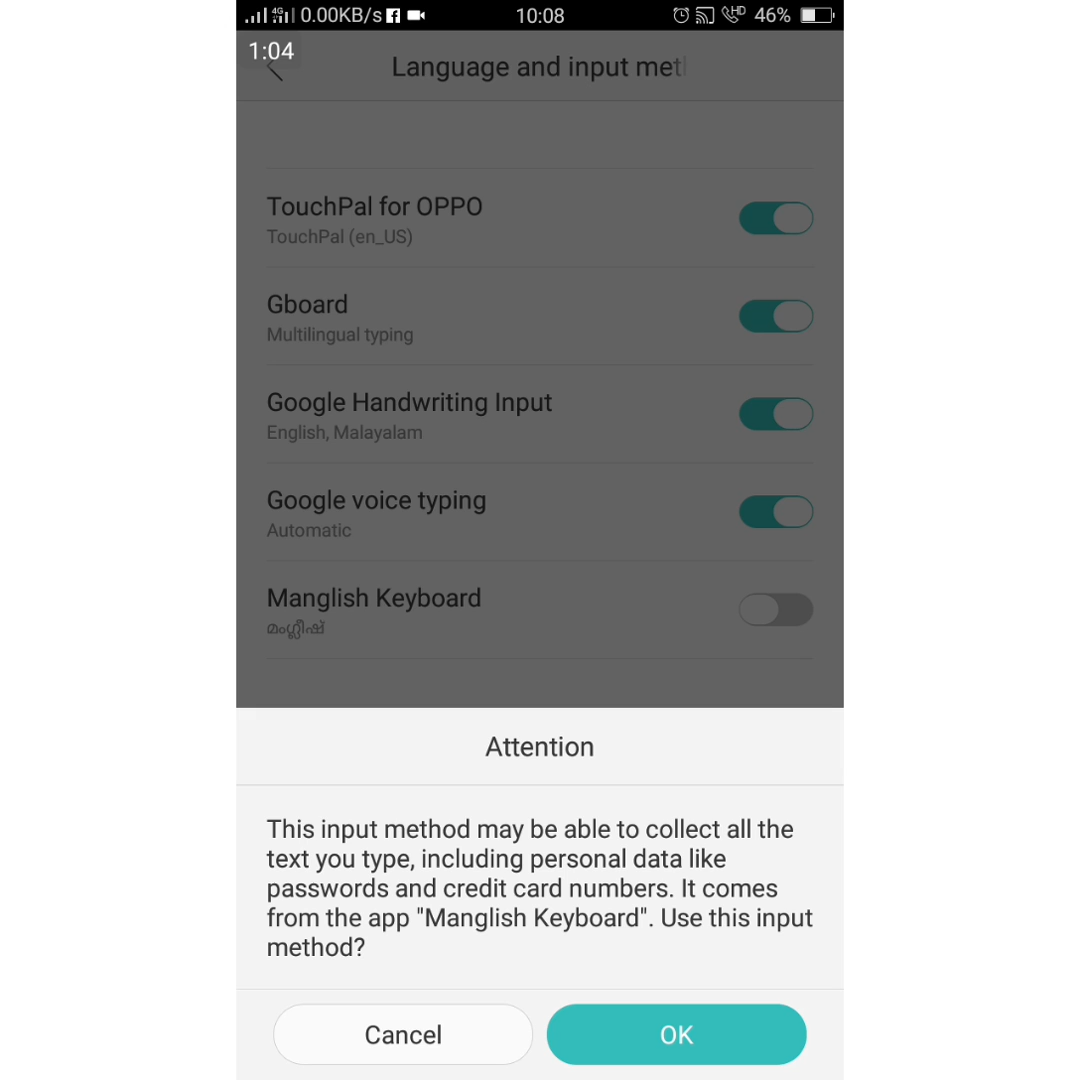 4G 0.00KB/s 10:08 HD 46%
1:04
Language and input met
TouchPal for OPPO
TouchPal (en_US)
Gboard
Multilingual typing
Google Handwriting Input
English, Malayalam
Google voice typing
Automatic
Manglish Keyboard
മംഗ്ലീഷ്
Attention
This input method may be able to collect all the
text you type, including personal data like
passwords and credit card numbers. It comes
from the app "Manglish Keyboard". Use this input
method?
Cancel OK